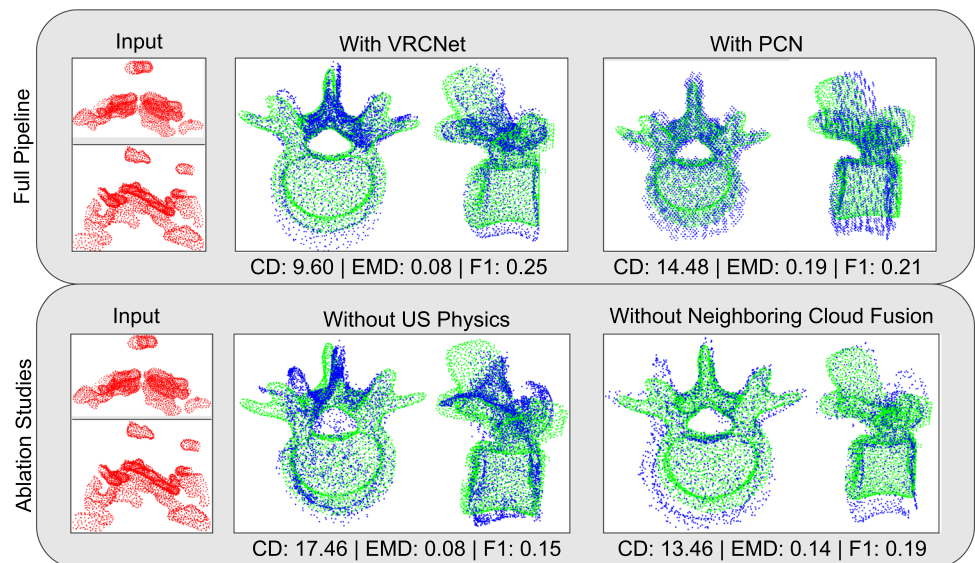 Full Pipeline
Input
With VRCNet
With PCN
CD: 9.60 | EMD: 0.08 | F1: 0.25
CD: 14.48 | EMD: 0.19 | F1: 0.21
Ablation Studies
Input
Without US Physics
Without Neighboring Cloud Fusion
CD: 17.46 | EMD: 0.08 | F1: 0.15
CD: 13.46 | EMD: 0.14 | F1: 0.19